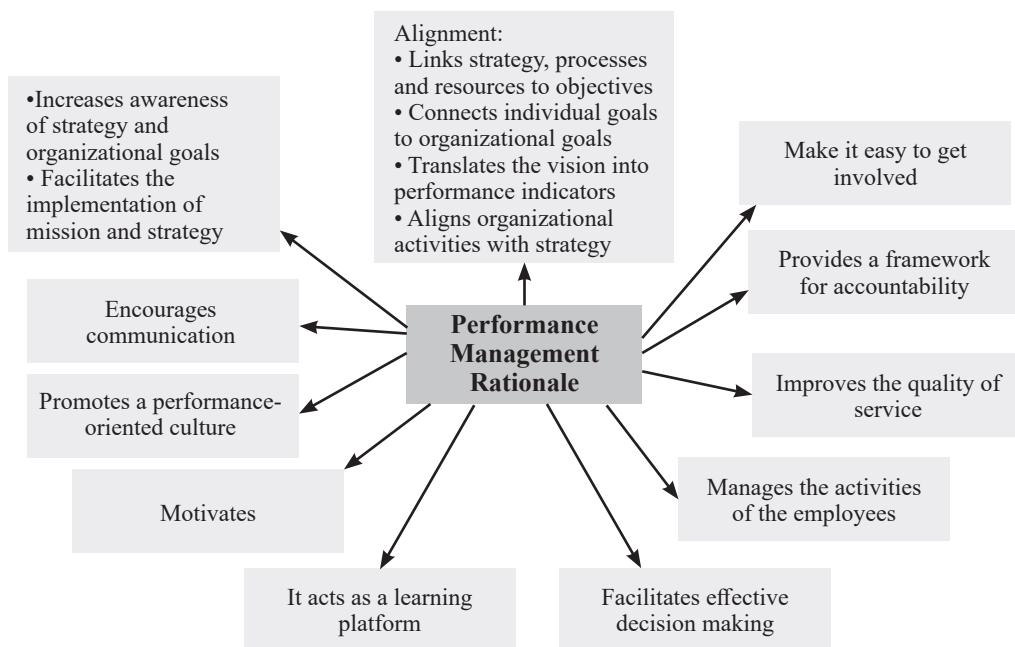 Alignment:
• Links strategy, processes
and resources to objectives
• Connects individual goals
to organizational goals
• Translates the vision into
performance indicators
• Aligns organizational
activities with strategy
•Increases awareness
of strategy and
organizational goals
• Facilitates the
implementation of
mission and strategy
Make it easy to get
involved
Provides a framework
for accountability
Encourages
communication
Performance
Management
Rationale
Improves the quality of
service
Promotes a performance-
oriented culture
Motivates
Manages the activities
of the employees
It acts as a learning
platform
Facilitates effective
decision making